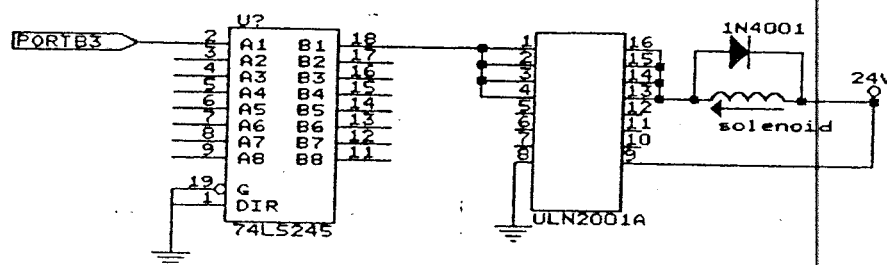 U?
PORTB3
2 A1 B1 18
3 A2 B2 17
4 A3 B3 16
5 A4 B4 15
6 A5 B5 14
7 A6 B6 13
8 A7 B7 12
9 A8 B8 11
19 G
1 DIR
74LS245
1 16
2 15
3 14
4 13
5 12
6 11
7 10
8 9
ULN2001A
1N4001
24V
solenoid